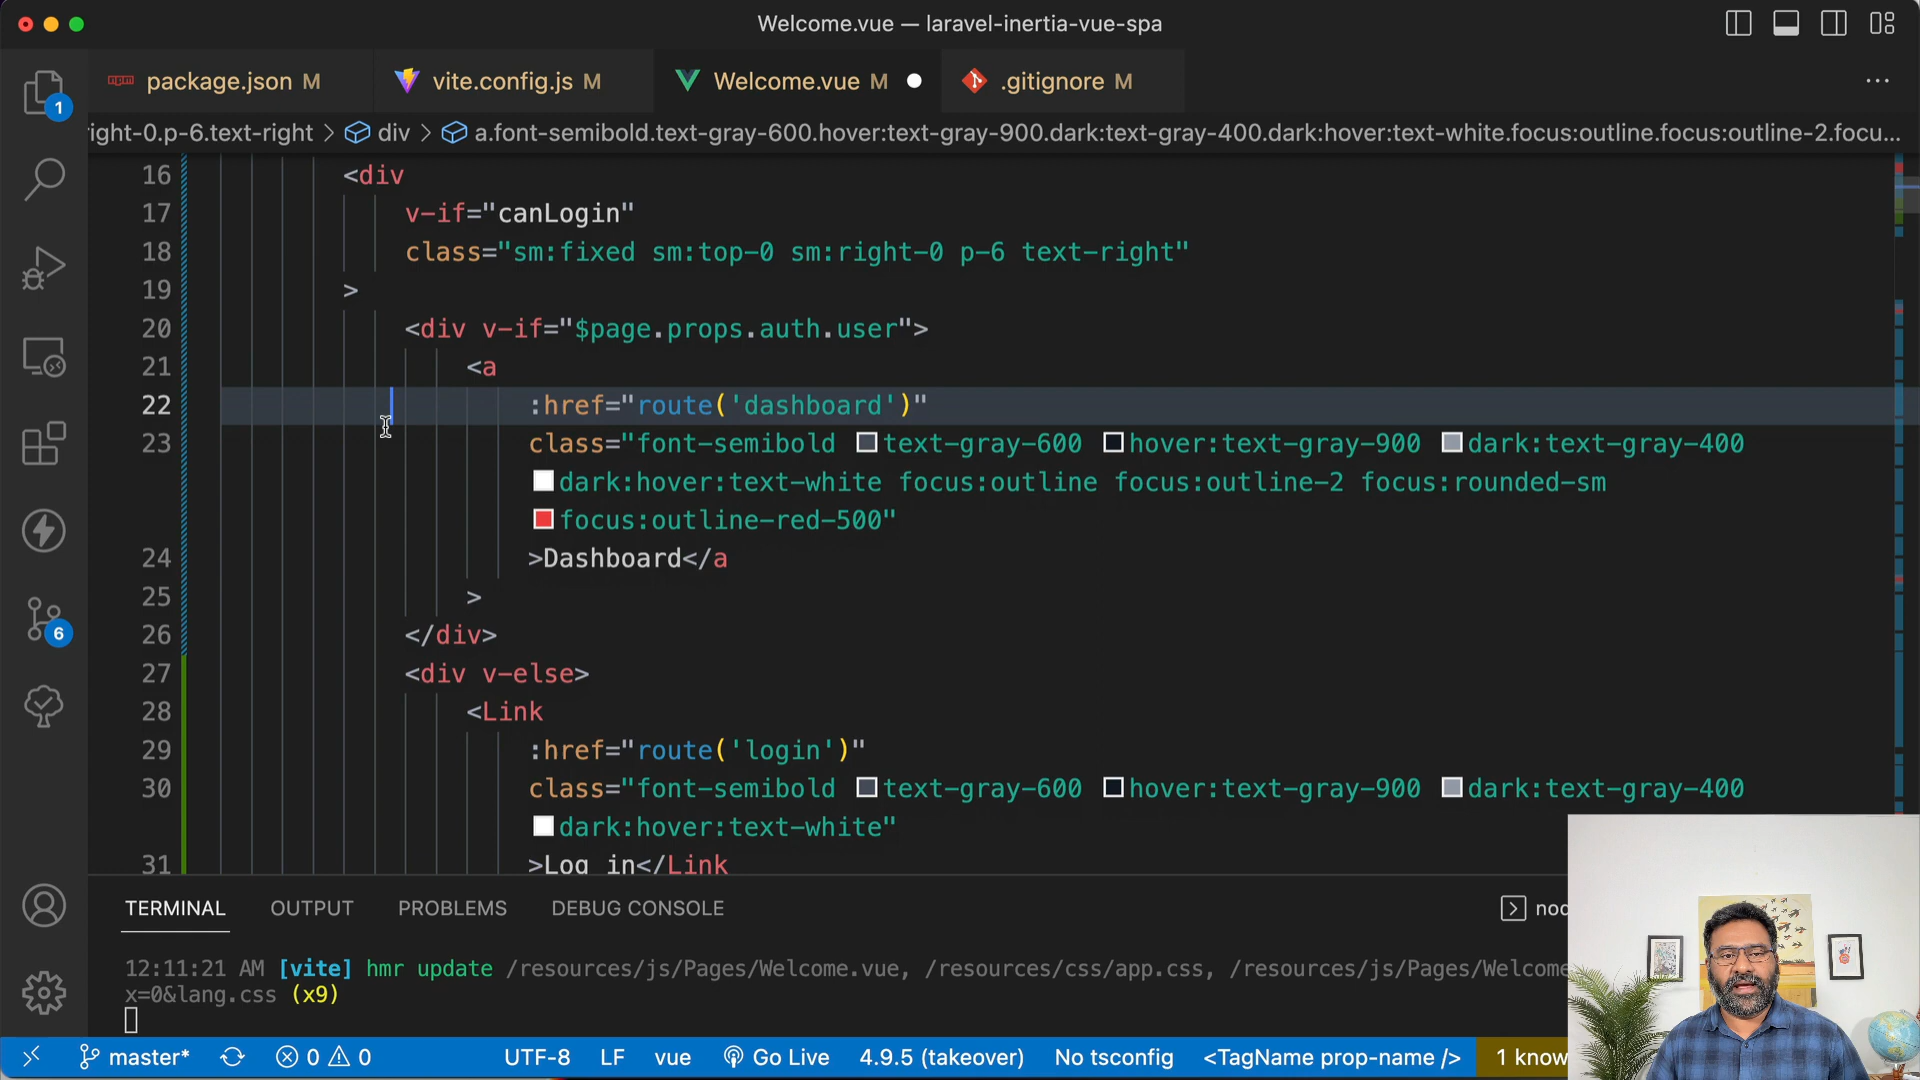 Welcome.vue — laravel-inertia-vue-spa
package.json M
vite.config.js M
Welcome.vue M
.gitignore M
1
ight-0.p-6.text-right > div > a.font-semibold.text-gray-600.hover:text-gray-900.dark:text-gray-400.dark:hover:text-white.focus:outline.focus:outline-2.focu...
16 <div
17 v-if="canLogin"
18 class="sm:fixed sm:top-0 sm:right-0 p-6 text-right"
19 >
20 <div v-if="$page.props.auth.user">
21 <a
22 :href="route('dashboard')"
23 class="font-semibold text-gray-600 hover:text-gray-900 dark:text-gray-400
dark:hover:text-white focus:outline focus:outline-2 focus:rounded-sm
focus:outline-red-500"
24 >Dashboard</a
25 >
26 </div>
27 <div v-else>
28 <Link
29 :href="route('login')"
30 class="font-semibold text-gray-600 hover:text-gray-900 dark:text-gray-400
dark:hover:text-white"
31 >Log in</Link
6
TERMINAL OUTPUT PROBLEMS DEBUG CONSOLE
nod
12:11:21 AM [vite] hmr update /resources/js/Pages/Welcome.vue, /resources/css/app.css, /resources/js/Pages/Welcome
x=0&lang.css (x9)
master* 0 0 UTF-8 LF vue Go Live 4.9.5 (takeover) No tsconfig <TagName prop-name /> 1 know